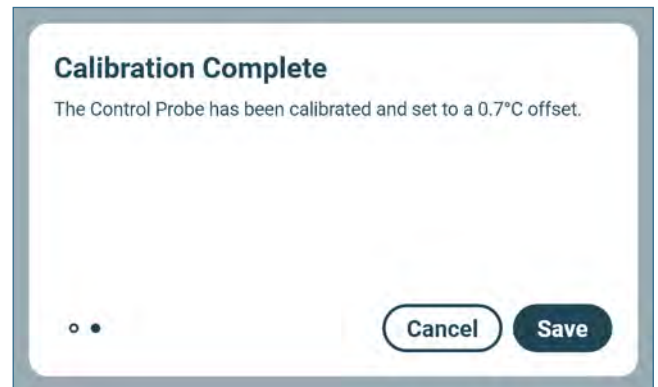 Calibration Complete
The Control Probe has been calibrated and set to a 0.7°C offset.
Cancel
Save